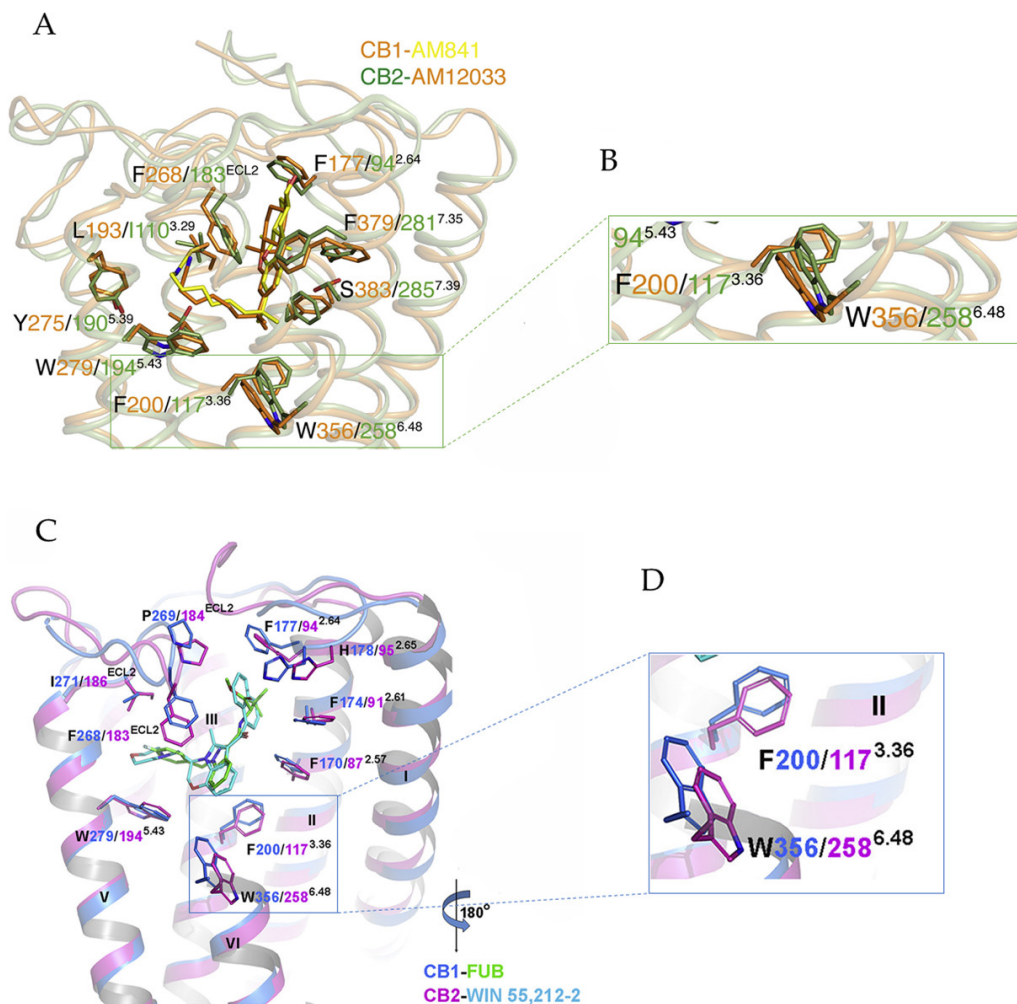 A
CB1-AM841
CB2-AM12033
F268/183ECL2
F177/942.64
L193/I1103.29
F379/2817.35
S383/2857.39
Y275/1905.39
W279/1945.43
F200/1173.36
W356/2586.48
B
945.43
F200/1173.36
W356/2586.48
C
P269/184ECL2
F177/942.64
H178/952.65
I271/186ECL2
III
F174/912.61
F268/183ECL2
F170/872.57
I
W279/1945.43
II
F200/1173.36
W356/2586.48
V
VI
180°
CB1-FUB
CB2-WIN 55,212-2
D
II
F200/1173.36
W356/2586.48